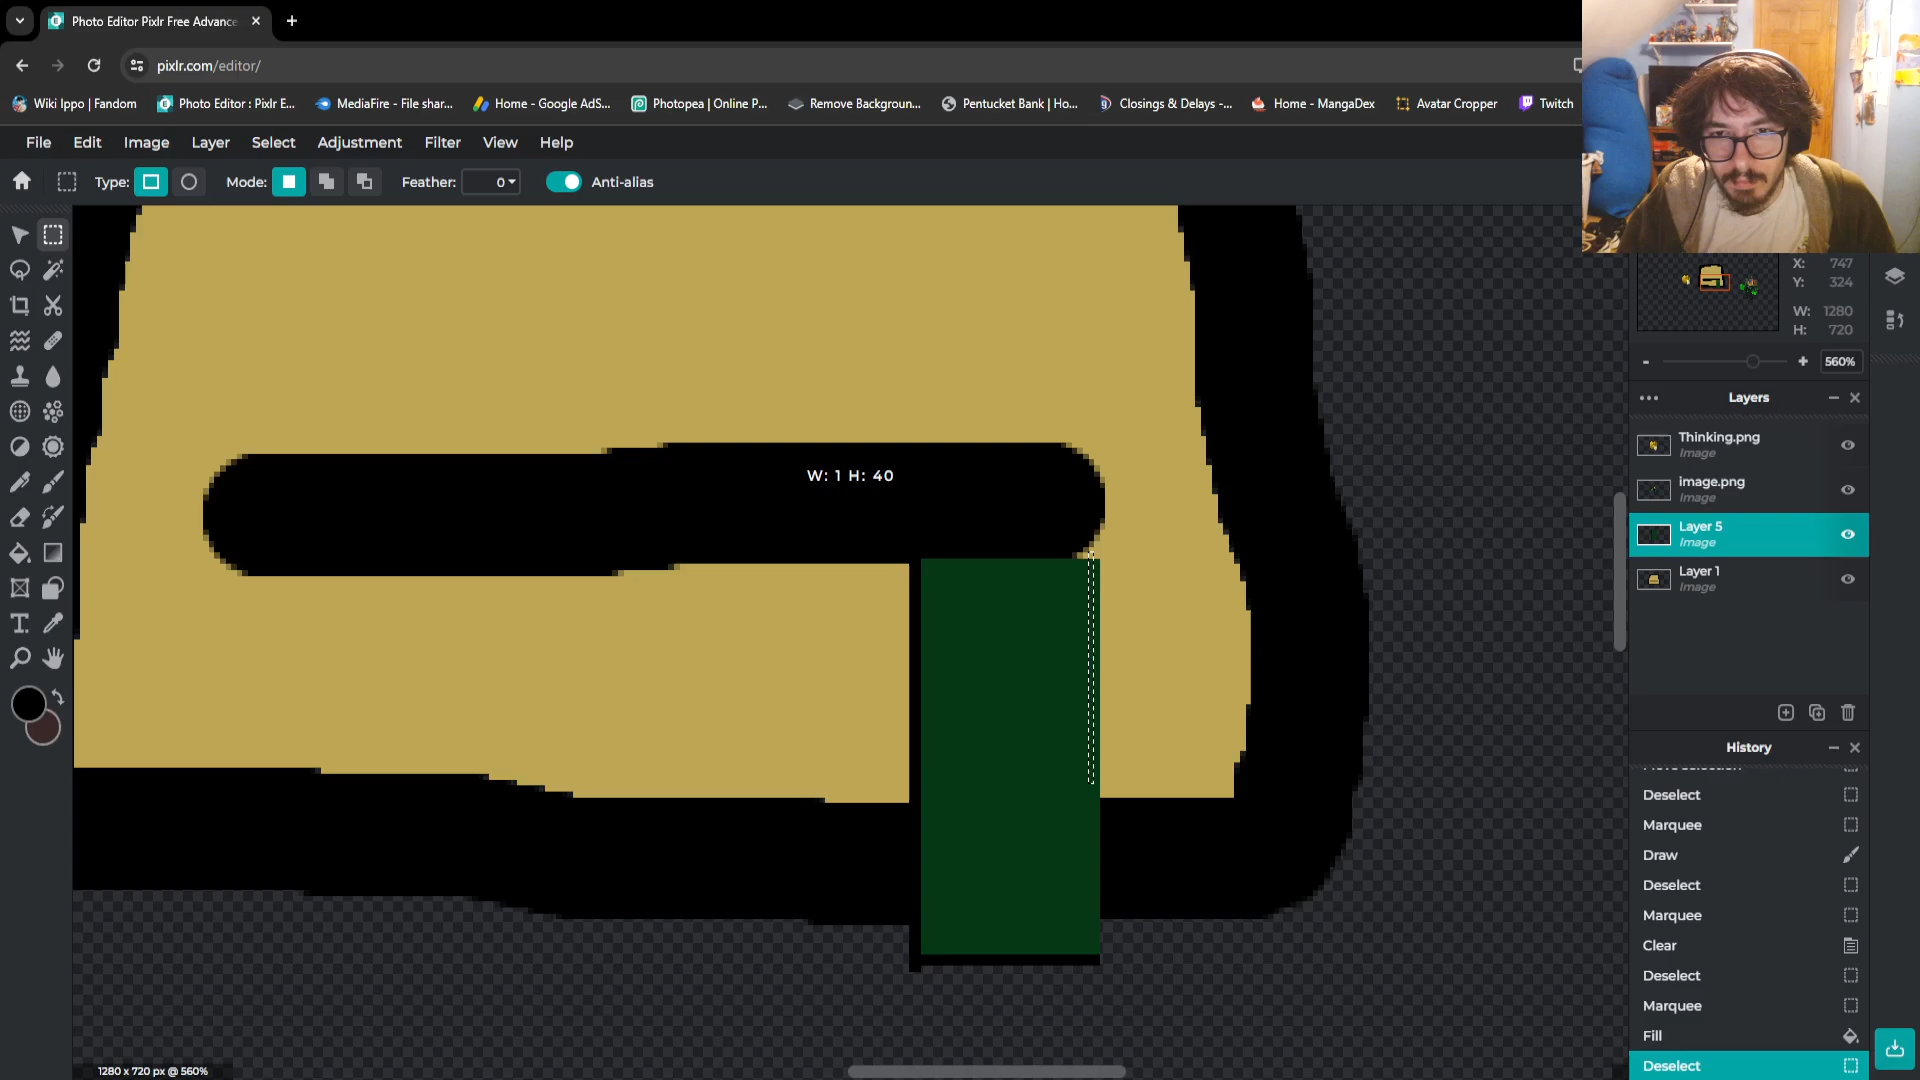 Photo Editor Pixlr Free Advance
pixlr.com/editor/
Wiki Ippo | Fandom
Photo Editor : Pixlr E...
MediaFire - File shar...
Home - Google AdS...
Photopea | Online P...
Remove Backgroun...
Pentucket Bank | Ho...
Closings & Delays -...
Home - MangaDex
Avatar Cropper
Twitch
File Edit Image Layer Select Adjustment Filter View Help
Type: Mode: Feather: 0 Anti-alias
X: 747
Y: 324
W: 1280
H: 720
- + 560%
Layers
Thinking.png
Image
image.png
Image
Layer 5
Image
Layer 1
Image
W: 1 H: 40
History
Deselect
Marquee
Draw
Deselect
Marquee
Clear
Deselect
Marquee
Fill
Deselect
1280 x 720 px @ 560%